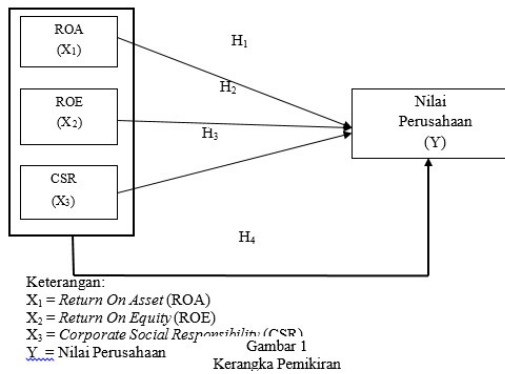 ROA
(X₁)
H₁
H₂
ROE
(X₂)
Nilai
Perusahaan
(Y)
H₃
CSR
(X₃)
H₄
Keterangan:
X₁ = Return On Asset (ROA)
X₂ = Return On Equity (ROE)
X₃ = Corporate Social Responsibility (CSR)
Y = Nilai Perusahaan
Gambar 1
Kerangka Pemikiran